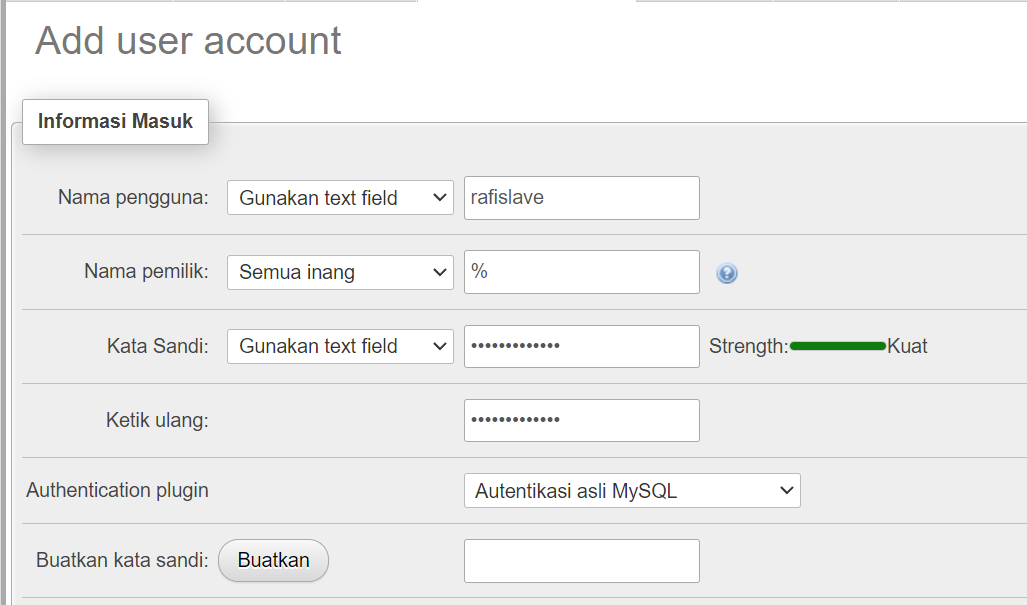 Add user account
Informasi Masuk
Nama pengguna: Gunakan text field rafislave
Nama pemilik: Semua inang %
Kata Sandi: Gunakan text field ••••••••••••• Strength: Kuat
Ketik ulang: •••••••••••••
Authentication plugin Autentikasi asli MySQL
Buatkan kata sandi: Buatkan